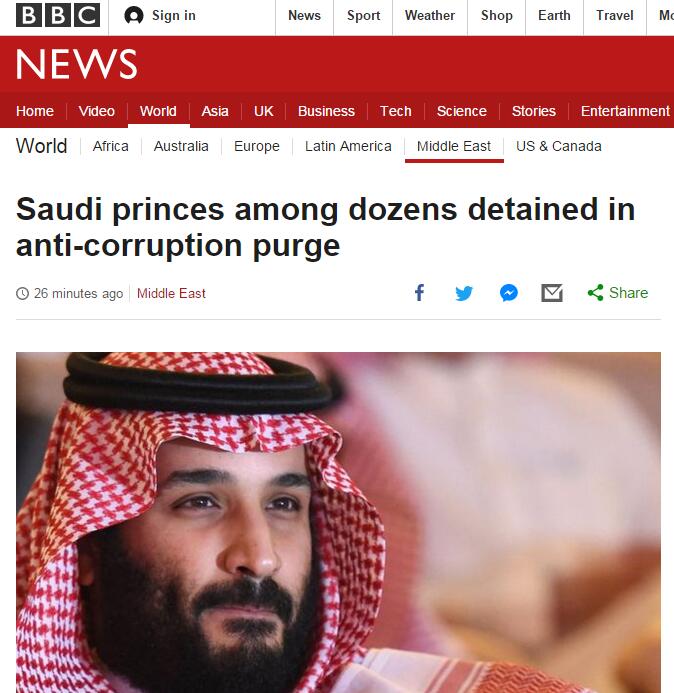 BBC Sign in News Sport Weather Shop Earth Travel
NEWS
Home Video World Asia UK Business Tech Science Stories Entertainment
World Africa Australia Europe Latin America Middle East US & Canada
Saudi princes among dozens detained in
anti-corruption purge
26 minutes ago Middle East Share